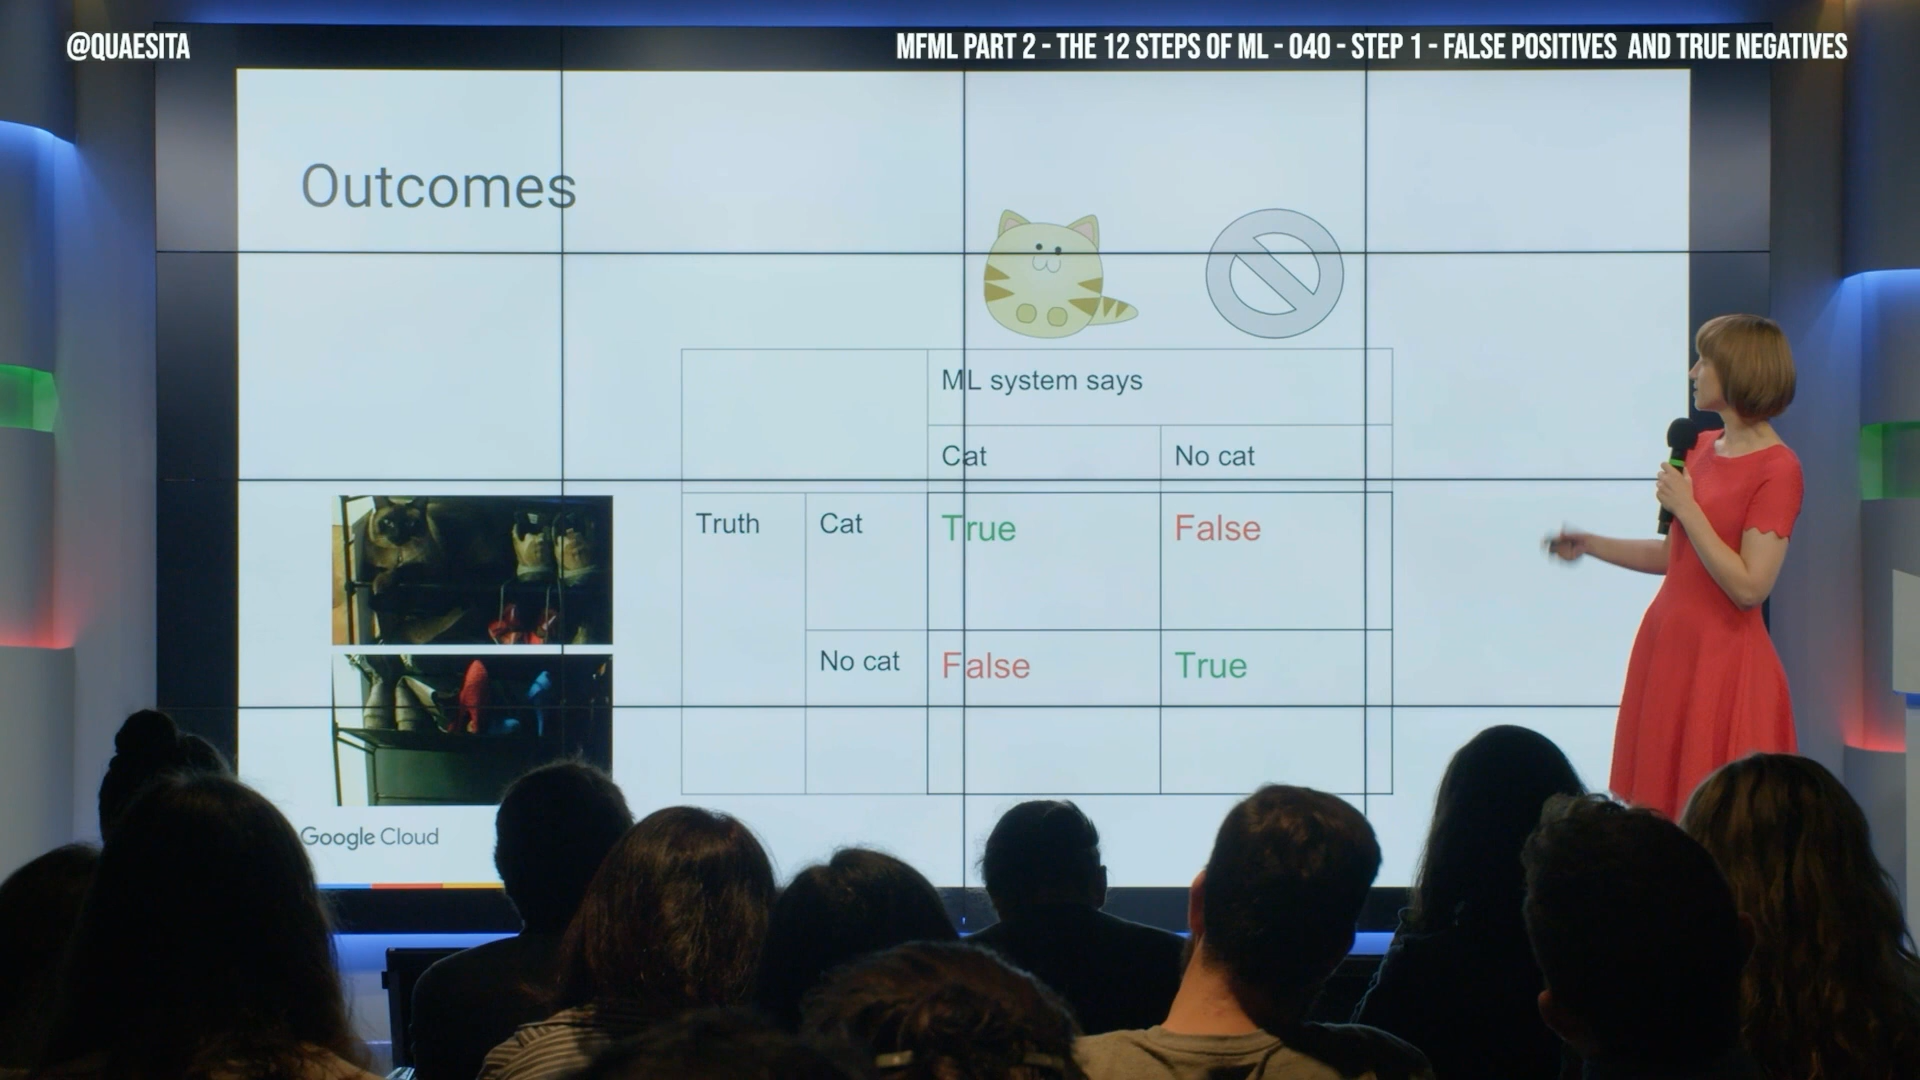 @QUAESITA
MFML PART 2 - THE 12 STEPS OF ML - 040 - STEP 1 - FALSE POSITIVES AND TRUE NEGATIVES
Outcomes
ML system says
Cat
No cat
Truth
Cat
True
False
No cat
False
True
Google Cloud